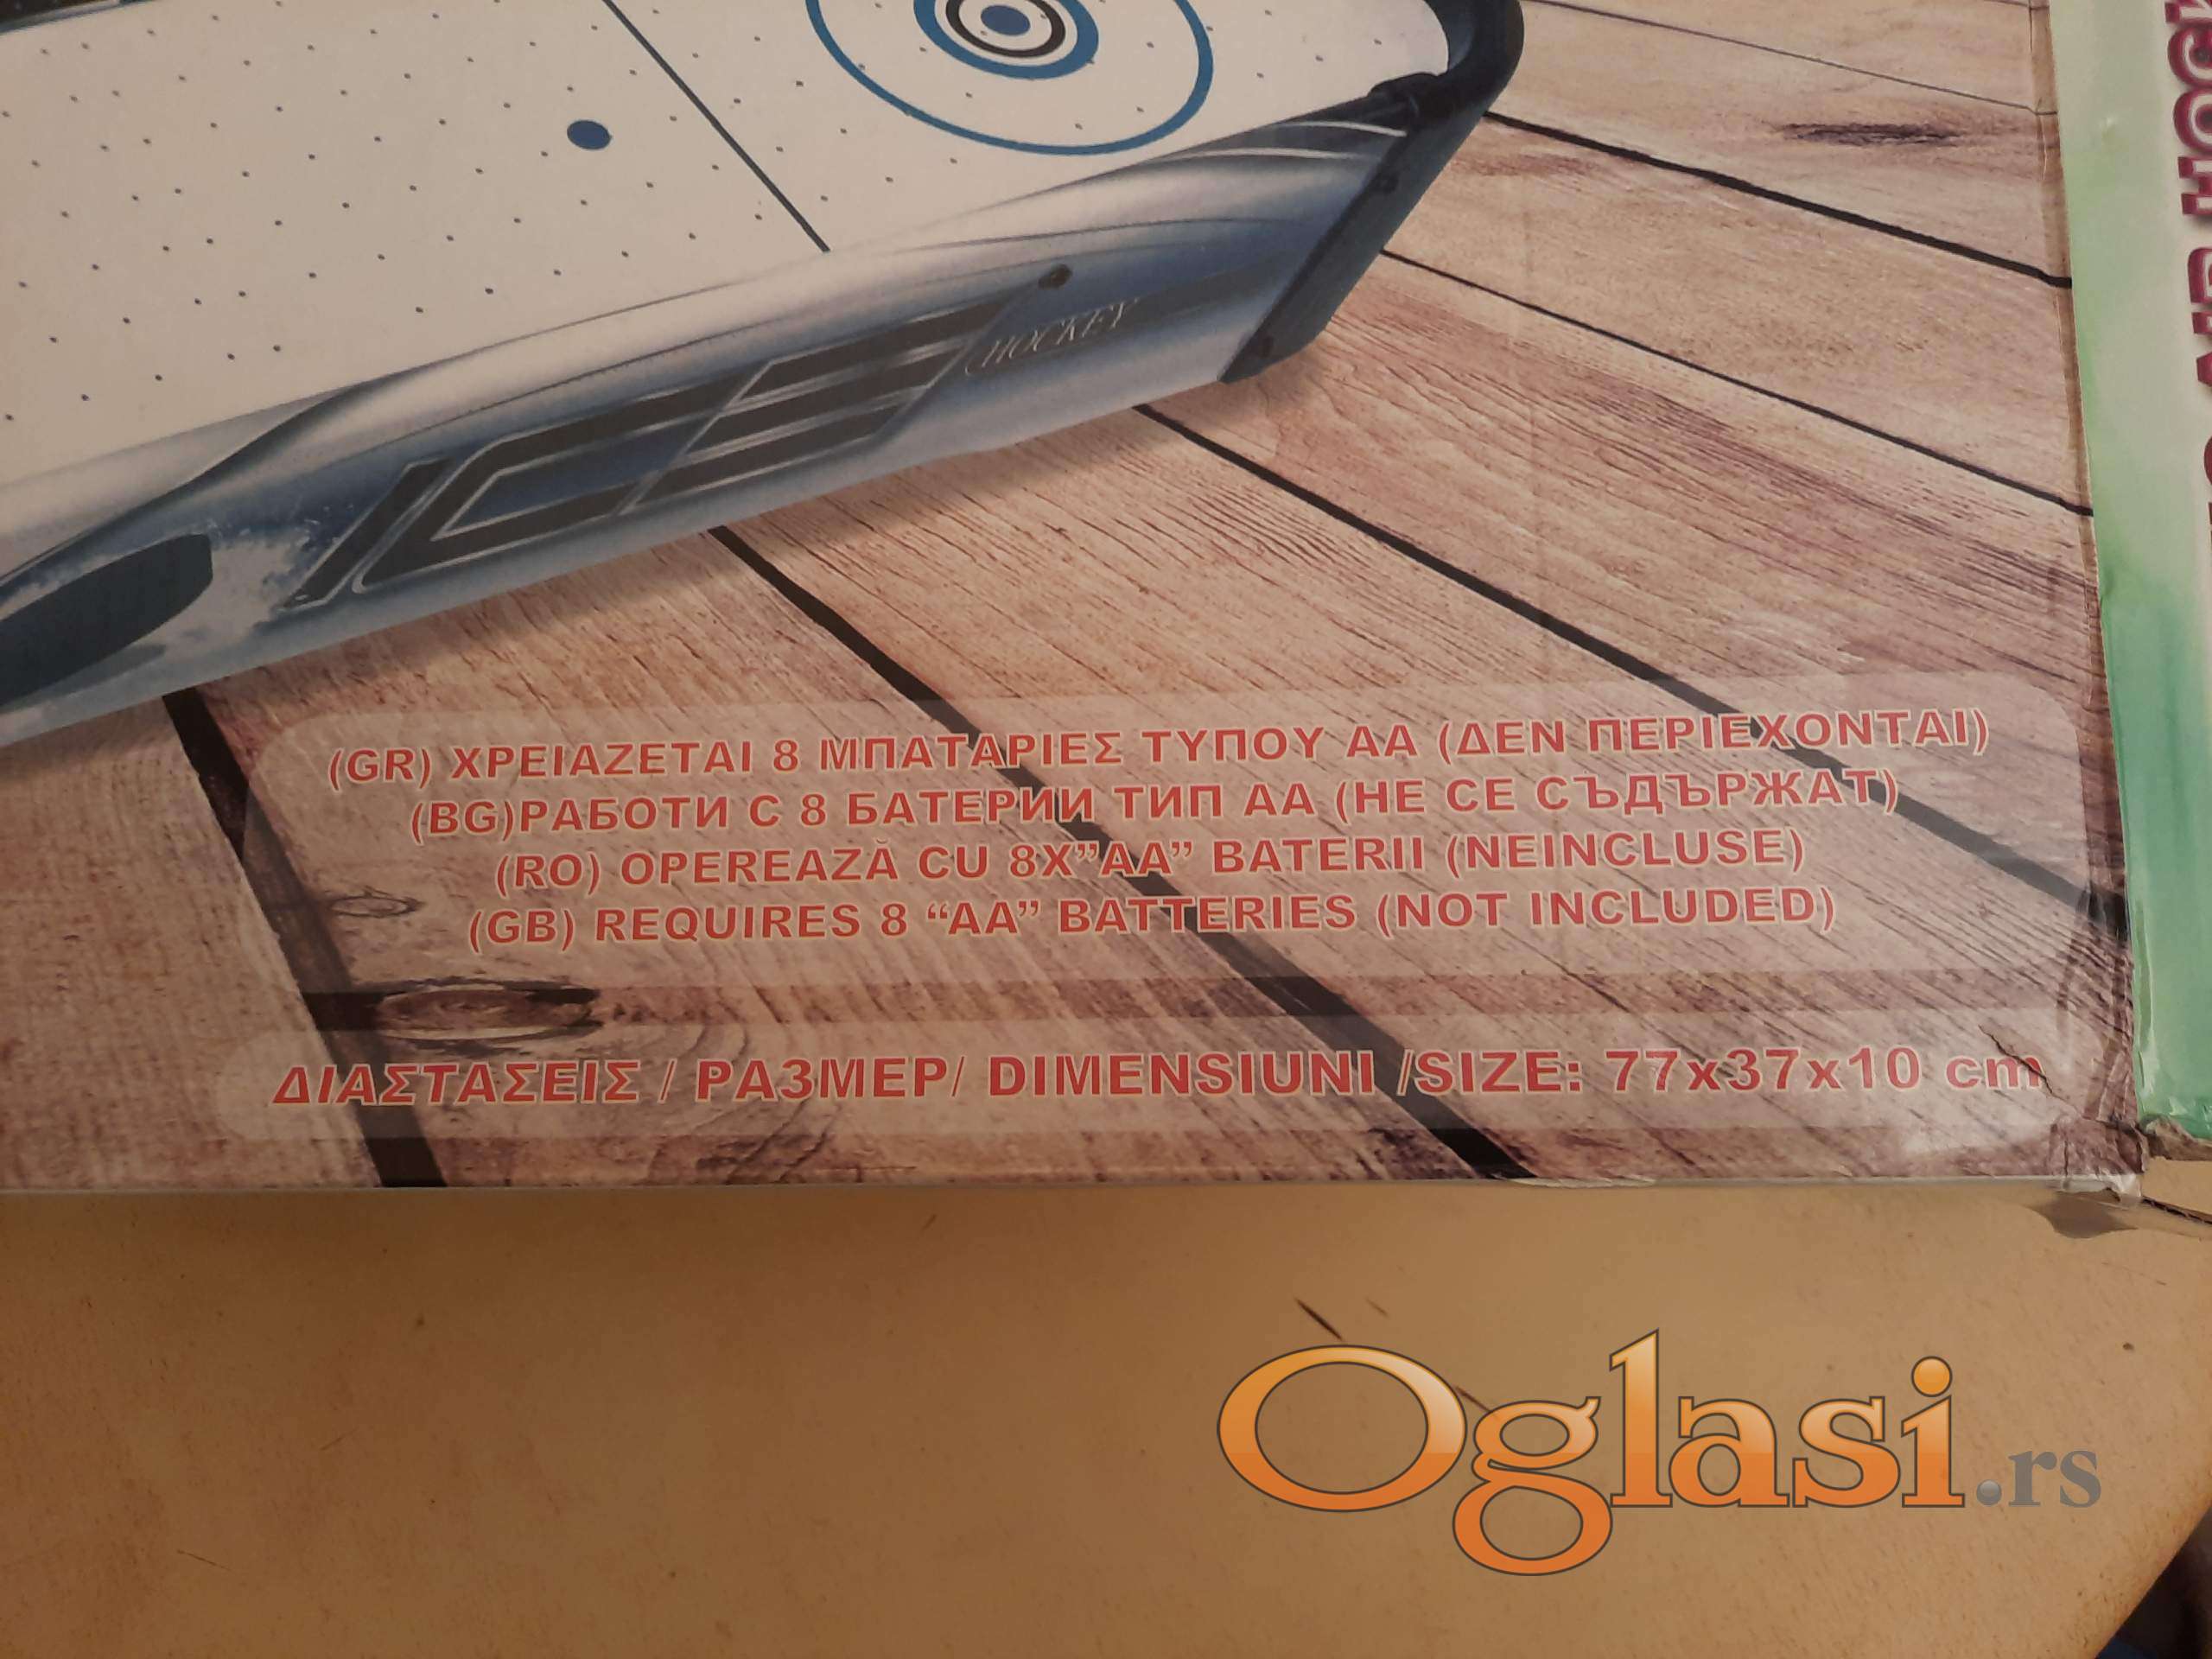 ICE HOCKEY
(GR) ΧΡΕΙΑΖΕΤΑΙ 8 ΜΠΑΤΑΡΙΕΣ ΤΥΠΟΥ ΑΑ (ΔΕΝ ΠΕΡΙΕΧΟΝΤΑΙ)
(BG)РАБОТИ С 8 БАТЕРИИ ТИП АА (НЕ СЕ СЪДЪРЖАТ)
(RO) OPEREAZĂ CU 8X”AA” BATERII (NEINCLUSE)
(GB) REQUIRES 8 “AA” BATTERIES (NOT INCLUDED)
ΔΙΑΣΤΑΣΕΙΣ / РАЗМЕР/ DIMENSIUNI /SIZE: 77x37x10 cm
Oglasi.rs